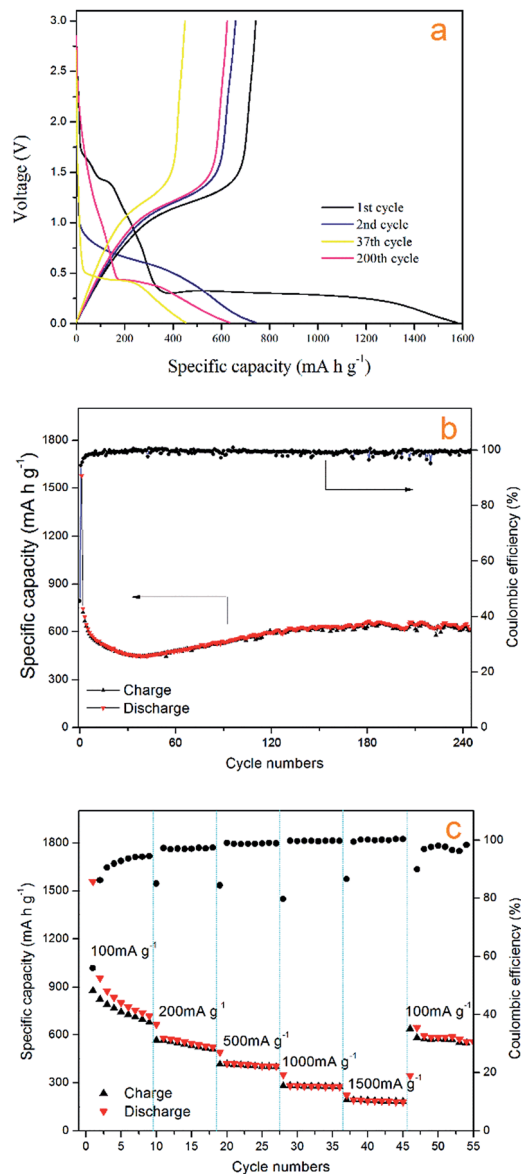 a
3.0
2.5
2.0
1.5
1.0
0.5
0.0
Voltage (V)
1st cycle
2nd cycle
37th cycle
200th cycle
0 200 400 600 800 1000 1200 1400 1600
Specific capacity (mA h g⁻¹)
b
1800
1500
1200
900
600
300
0
Specific capacity (mA h g⁻¹)
100
80
60
40
20
0
Coulombic efficiency (%)
Charge
Discharge
0 60 120 180 240
Cycle numbers
c
1800
1500
1200
900
600
300
0
Specific capacity (mA h g⁻¹)
100
80
60
40
20
0
Coulombic efficiency (%)
100mA g⁻¹
200mA g⁻¹
500mA g⁻¹
1000mA g⁻¹
1500mA g⁻¹
100mA g⁻¹
Charge
Discharge
0 5 10 15 20 25 30 35 40 45 50 55
Cycle numbers